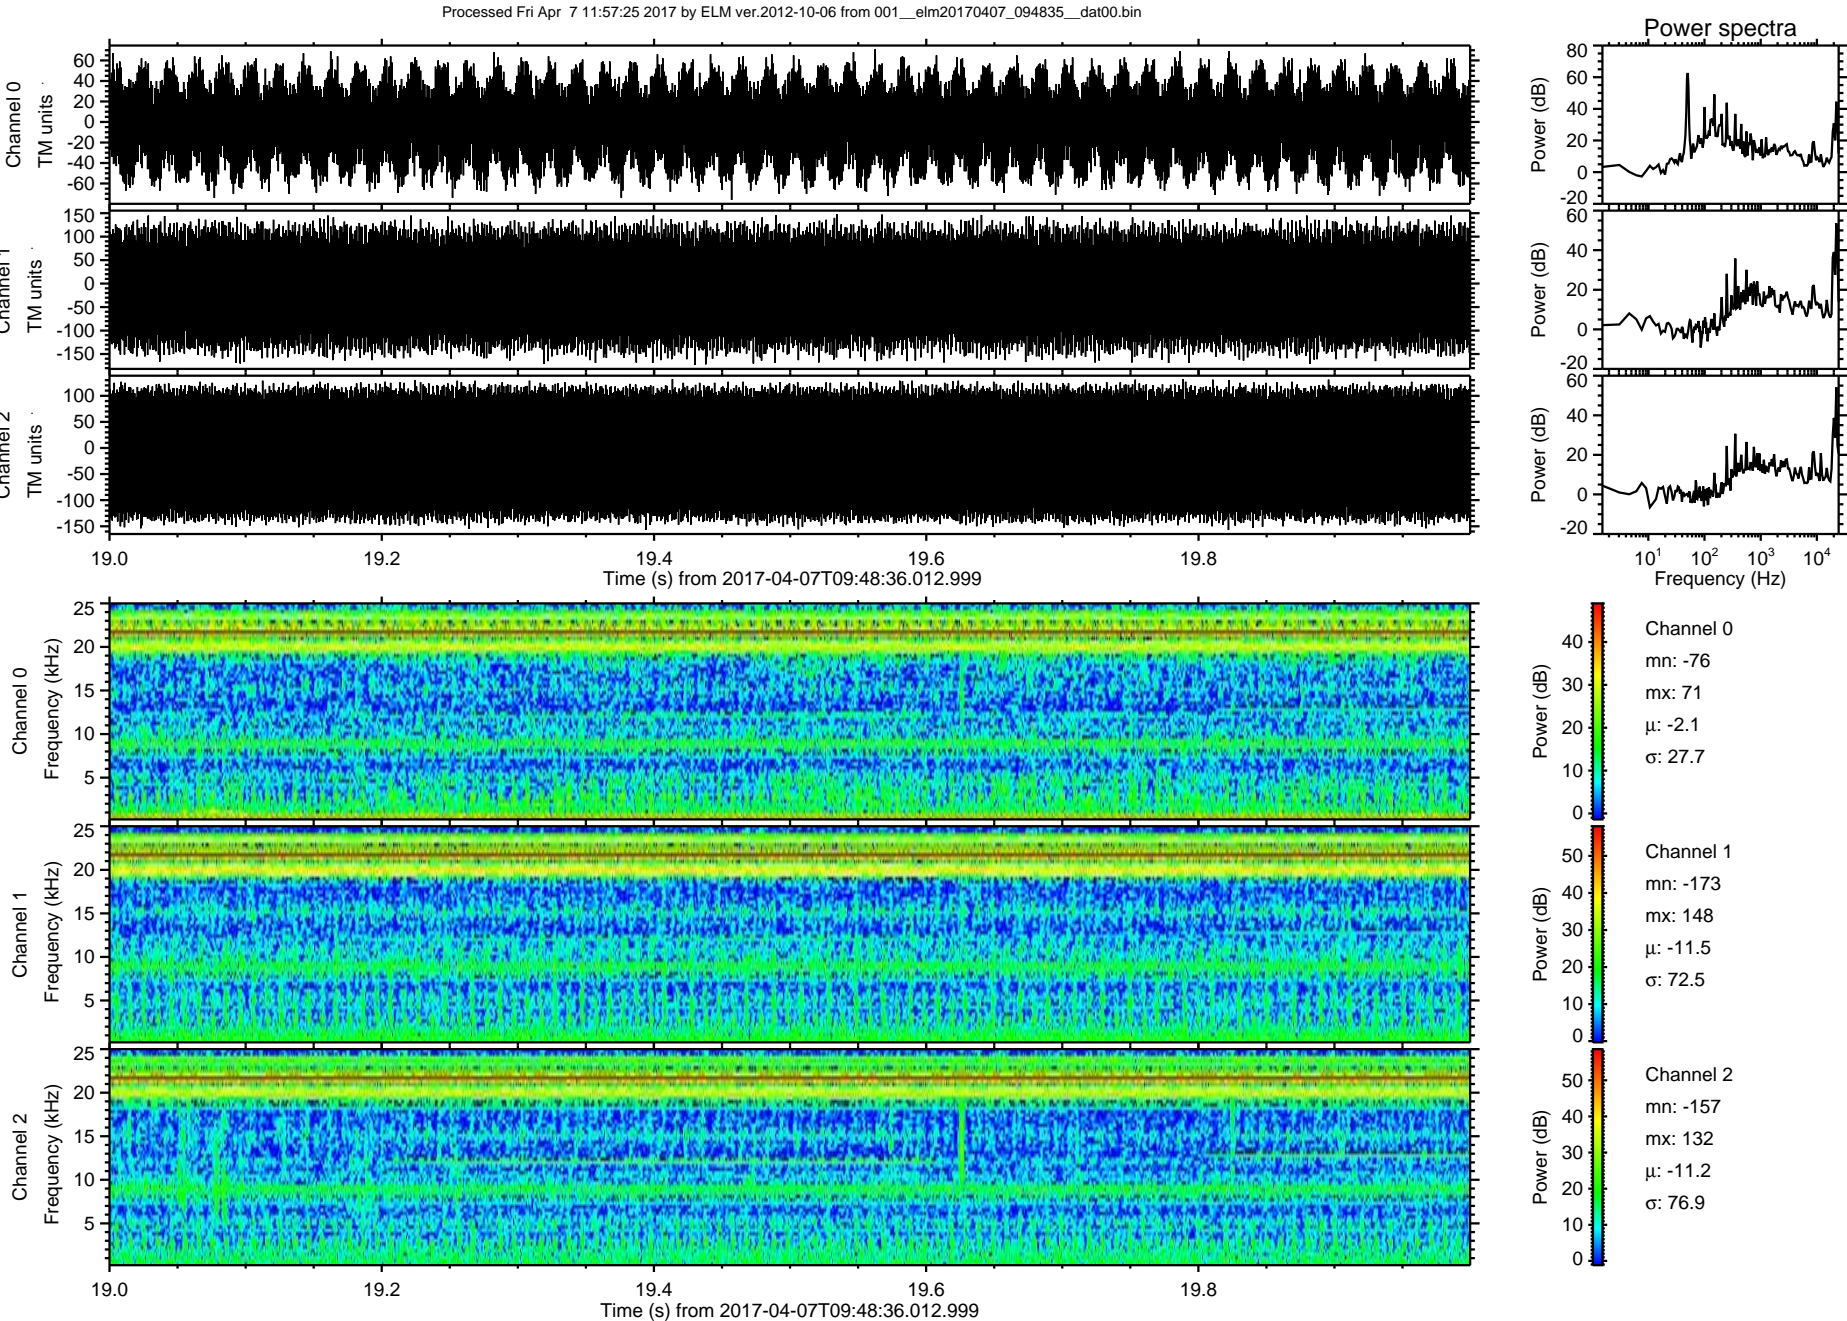 Processed Fri Apr  7 11:57:25 2017 by ELM ver.2012-10-06 from 001__elm20170407_094835__dat00.bin
Power spectra
Channel 0
TM units
60
40
20
0
-20
-40
-60
Power (dB)
80
60
40
20
0
-20
Channel 1
TM units
150
100
50
0
-50
-100
-150
Power (dB)
60
40
20
0
-20
Channel 2
TM units
100
50
0
-50
-100
-150
Power (dB)
60
40
20
0
-20
19.0 19.2 19.4 19.6 19.8
Time (s) from 2017-04-07T09:48:36.012.999
10^1 10^2 10^3 10^4
Frequency (Hz)
Channel 0
Frequency (kHz)
25
20
15
10
5
Power (dB)
40
30
20
10
0
Channel 0
mn: -76
mx: 71
μ: -2.1
σ: 27.7
Channel 1
Frequency (kHz)
25
20
15
10
5
Power (dB)
50
40
30
20
10
0
Channel 1
mn: -173
mx: 148
μ: -11.5
σ: 72.5
Channel 2
Frequency (kHz)
25
20
15
10
5
Power (dB)
50
40
30
20
10
0
Channel 2
mn: -157
mx: 132
μ: -11.2
σ: 76.9
19.0 19.2 19.4 19.6 19.8
Time (s) from 2017-04-07T09:48:36.012.999